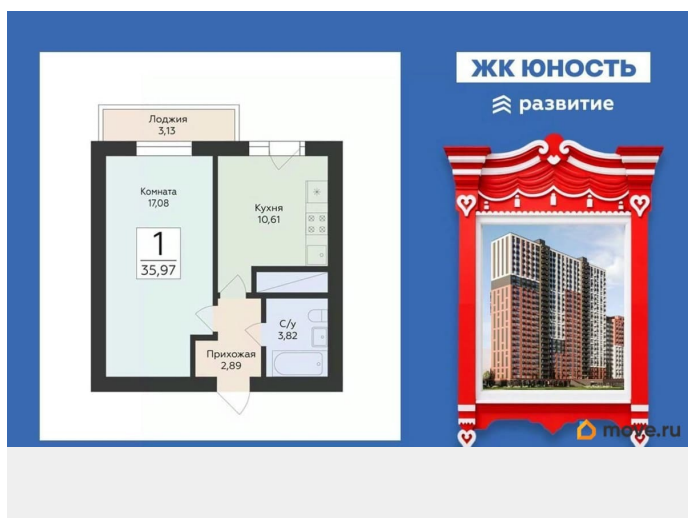 ЖК ЮНОСТЬ
развитие
Лоджия
3,13
Комната
17,08
Кухня
10,61
1
35,97
С/у
3,82
Прихожая
2,89
move.ru